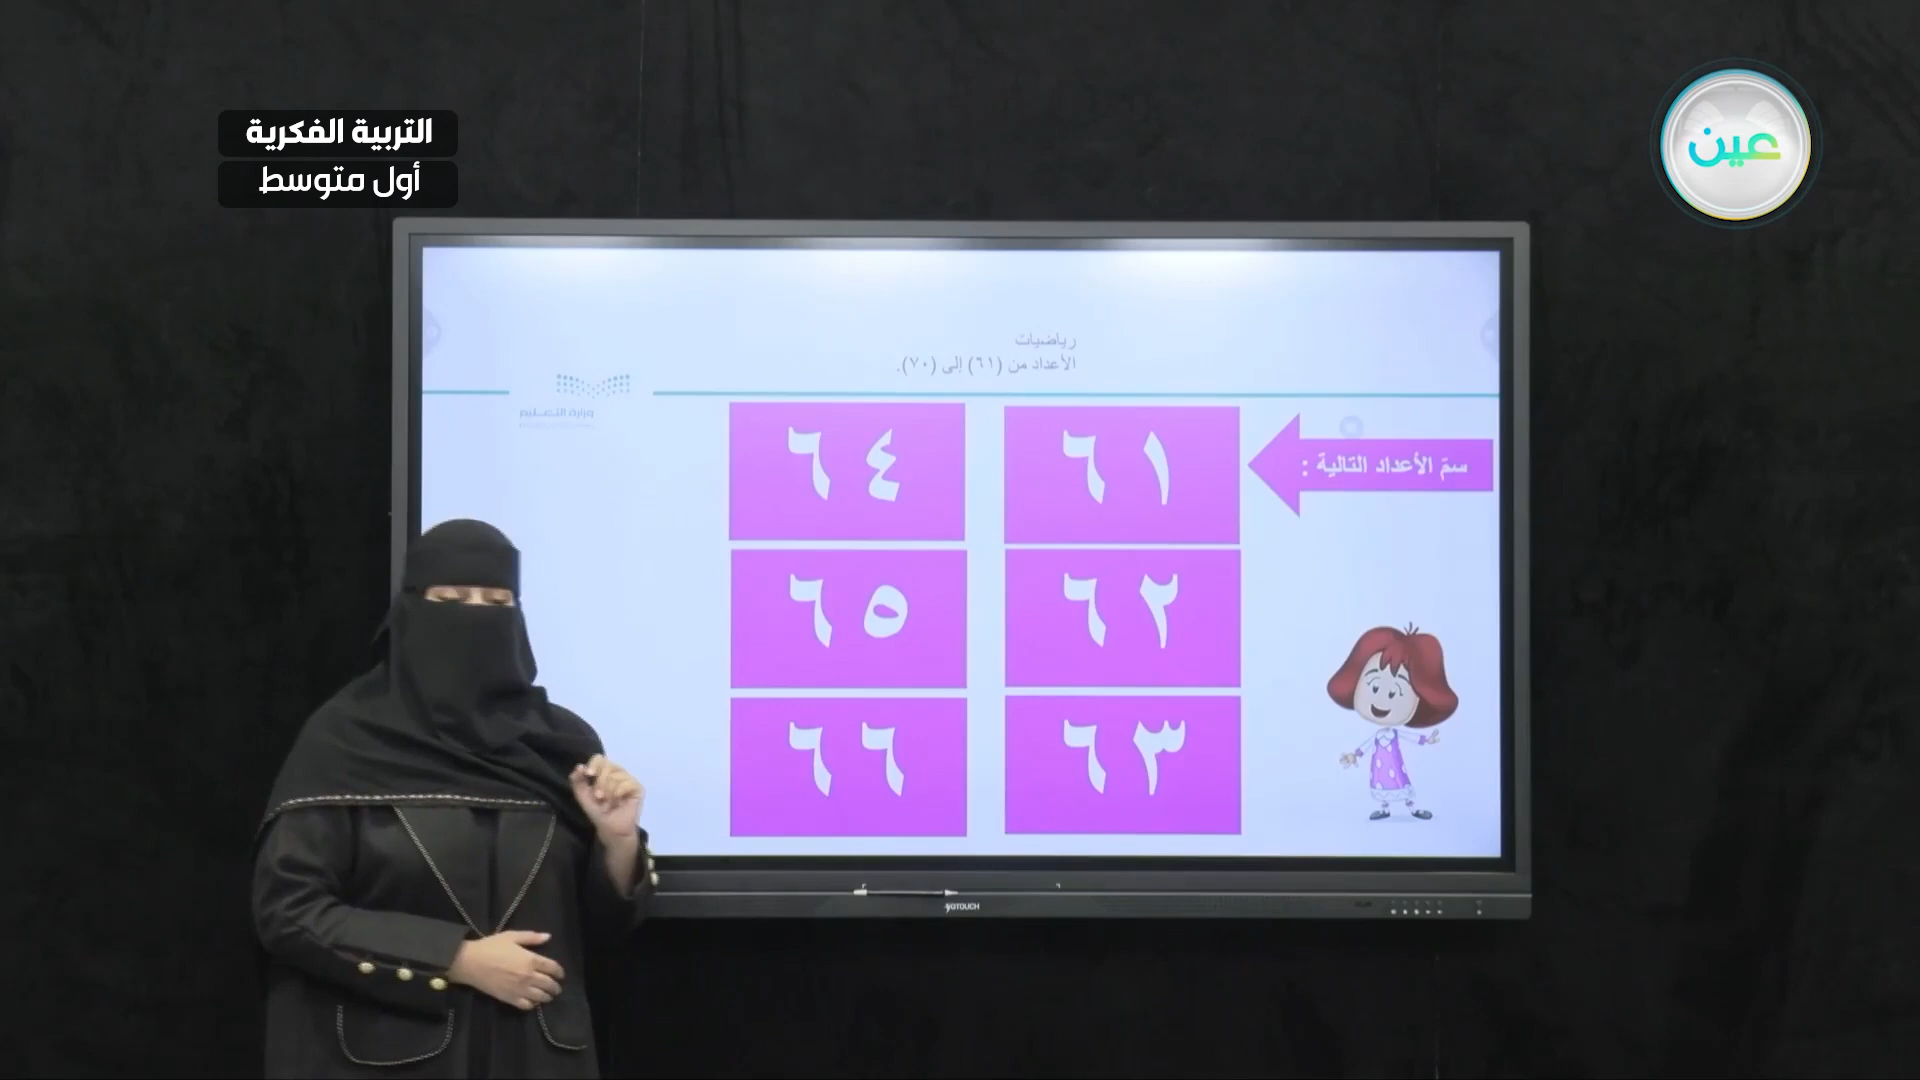 التربية الفكرية
أول متوسط
عين
رياضيات
الأعداد من (٦١) إلى (٧٠).
وزارة التعليم
سمّ الأعداد التالية :
٦١
٦٤
٦٢
٦٥
٦٣
٦٦